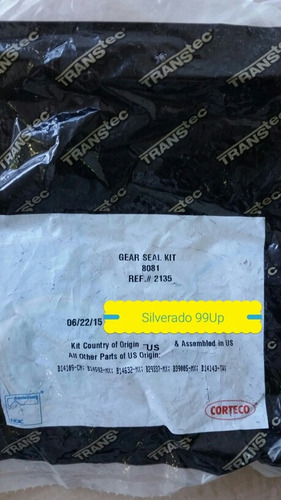 TRANSTec
TRANSTec
TRANSTec
TRANSTec
TRANSTec
TRANSTec
GEAR SEAL KIT
8081
REF.# 2135
06/22/15
Silverado 99Up
Kit Country of Origin US & Assembled in US
All Other Parts of US Origin:
CORTECO